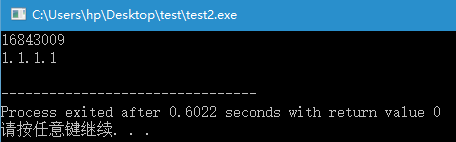 C:\Users\hp\Desktop\test\test2.exe
16843009
1.1.1.1
--------------------------------
Process exited after 0.6022 seconds with return value 0
请按任意键继续. . .